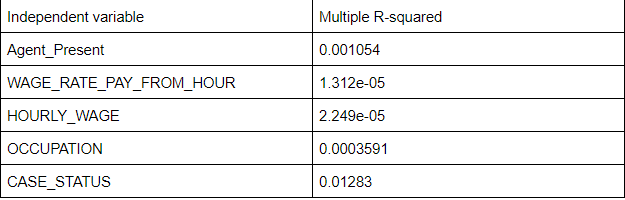 Independent variable Multiple R-squared
Agent_Present 0.001054
WAGE_RATE_PAY_FROM_HOUR 1.312e-05
HOURLY_WAGE 2.249e-05
OCCUPATION 0.0003591
CASE_STATUS 0.01283